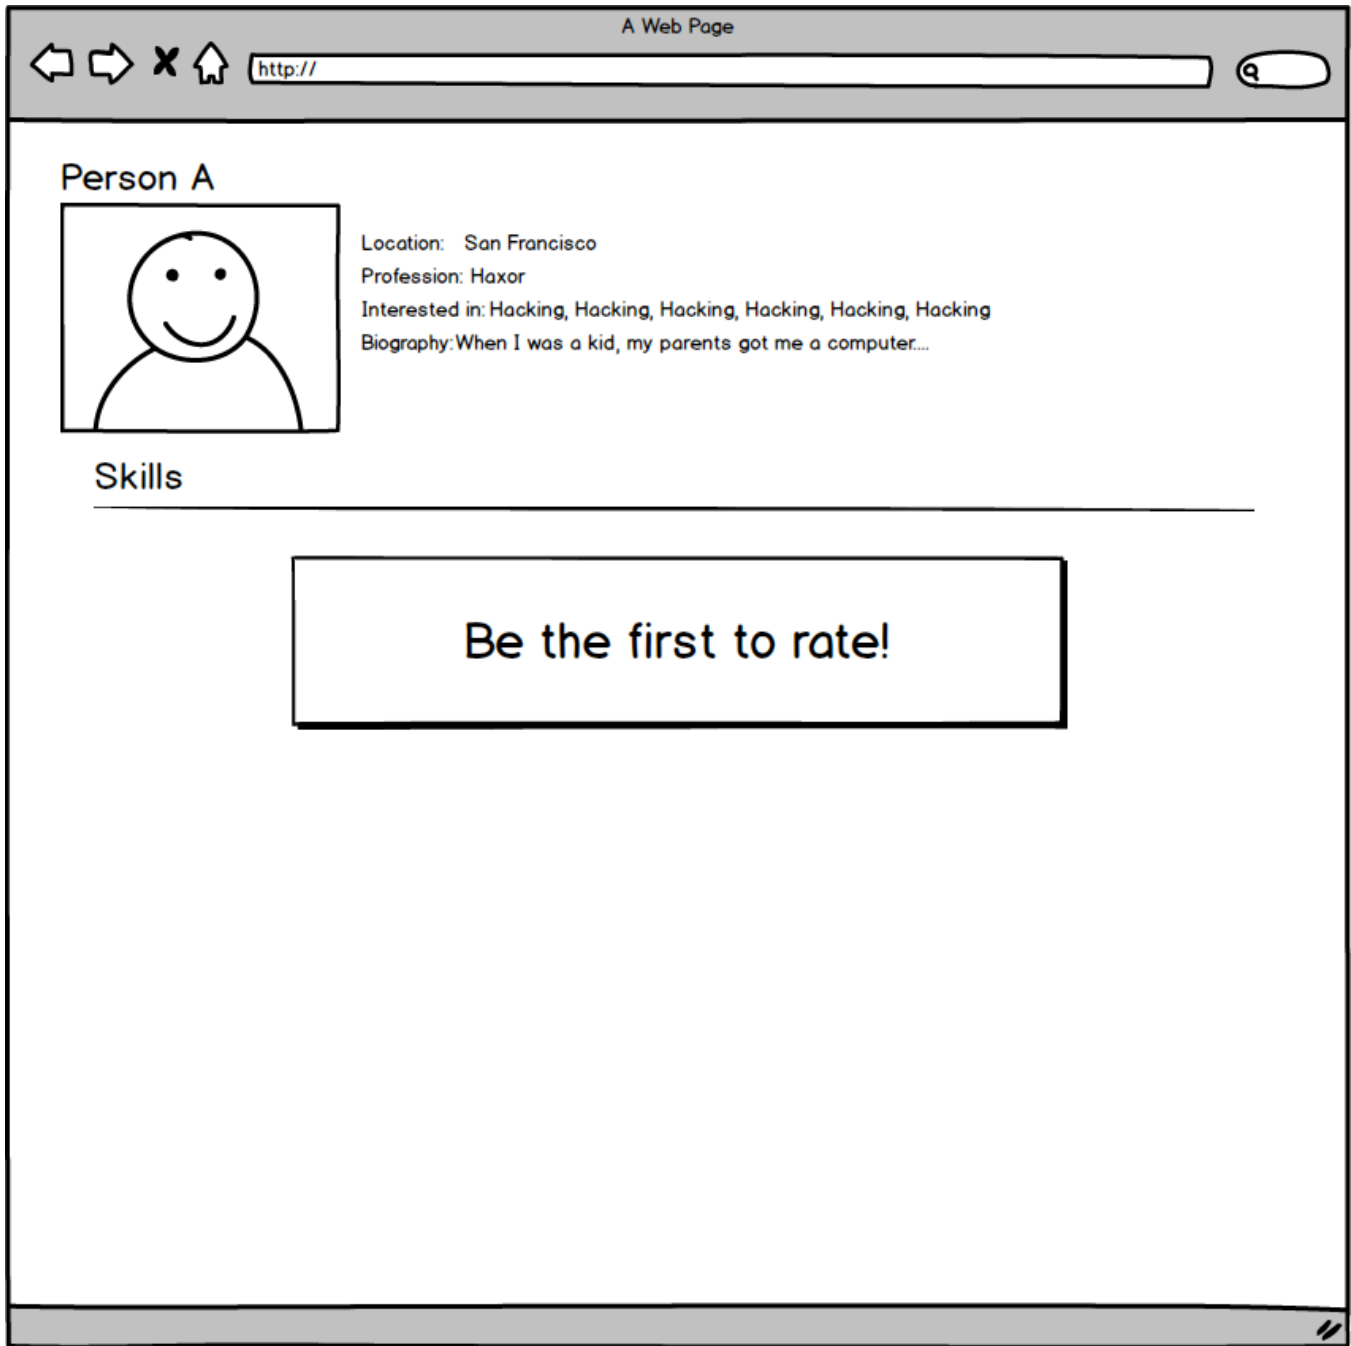 A Web Page
http://
Person A
Location: San Francisco
Profession: Haxor
Interested in: Hacking, Hacking, Hacking, Hacking, Hacking, Hacking
Biography: When I was a kid, my parents got me a computer....
Skills
Be the first to rate!